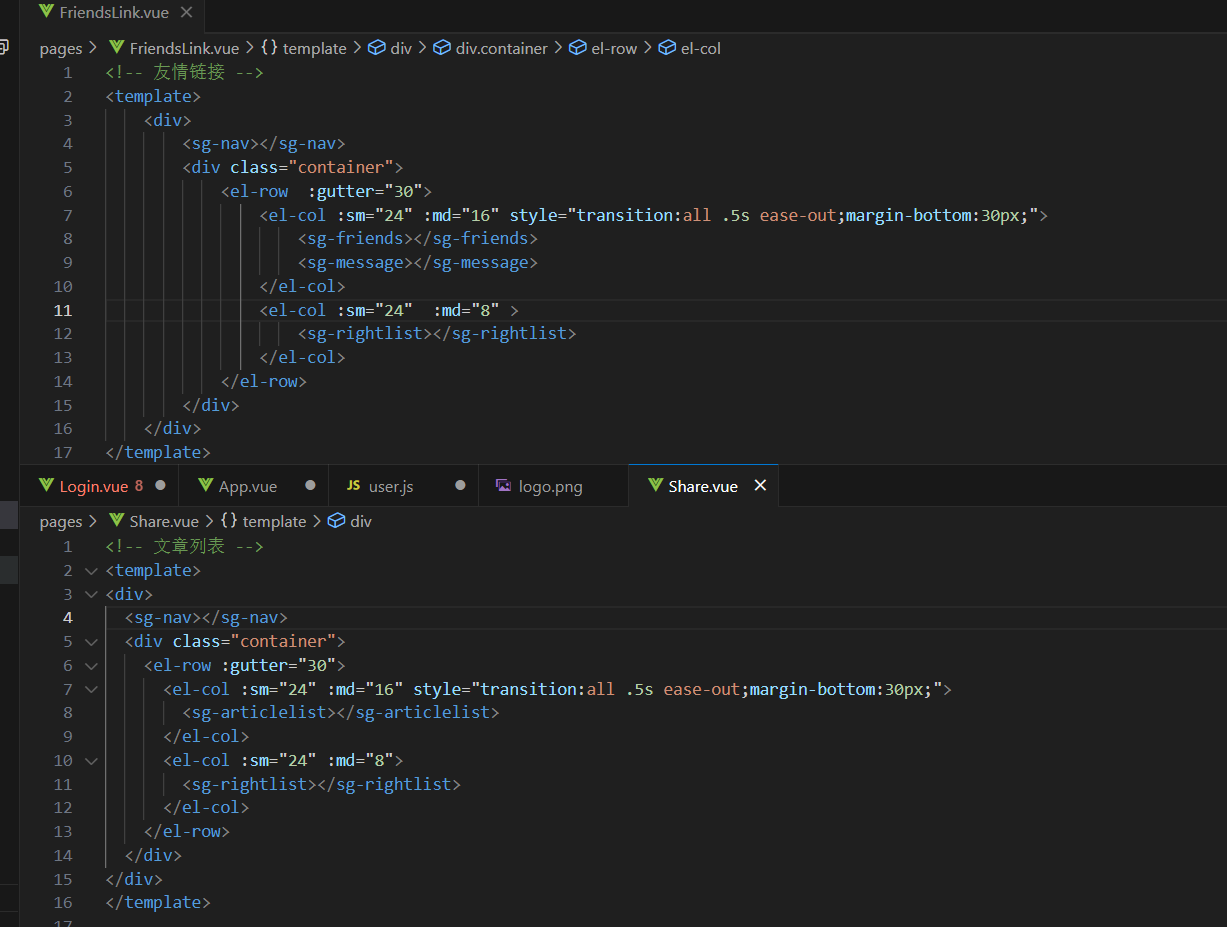 FriendsLink.vue
pages > FriendsLink.vue > {} template > div > div.container > el-row > el-col
1 <!-- 友情链接 -->
2 <template>
3 <div>
4 <sg-nav></sg-nav>
5 <div class="container">
6 <el-row  :gutter="30">
7 <el-col :sm="24" :md="16" style="transition:all .5s ease-out;margin-bottom:30px;">
8 <sg-friends></sg-friends>
9 <sg-message></sg-message>
10 </el-col>
11 <el-col :sm="24"  :md="8" >
12 <sg-rightlist></sg-rightlist>
13 </el-col>
14 </el-row>
15 </div>
16 </div>
17 </template>
Login.vue 8 App.vue JS user.js logo.png Share.vue
pages > Share.vue > {} template > div
1 <!-- 文章列表 -->
2 <template>
3 <div>
4 <sg-nav></sg-nav>
5 <div class="container">
6 <el-row :gutter="30">
7 <el-col :sm="24" :md="16" style="transition:all .5s ease-out;margin-bottom:30px;">
8 <sg-articlelist></sg-articlelist>
9 </el-col>
10 <el-col :sm="24" :md="8">
11 <sg-rightlist></sg-rightlist>
12 </el-col>
13 </el-row>
14 </div>
15 </div>
16 </template>
17